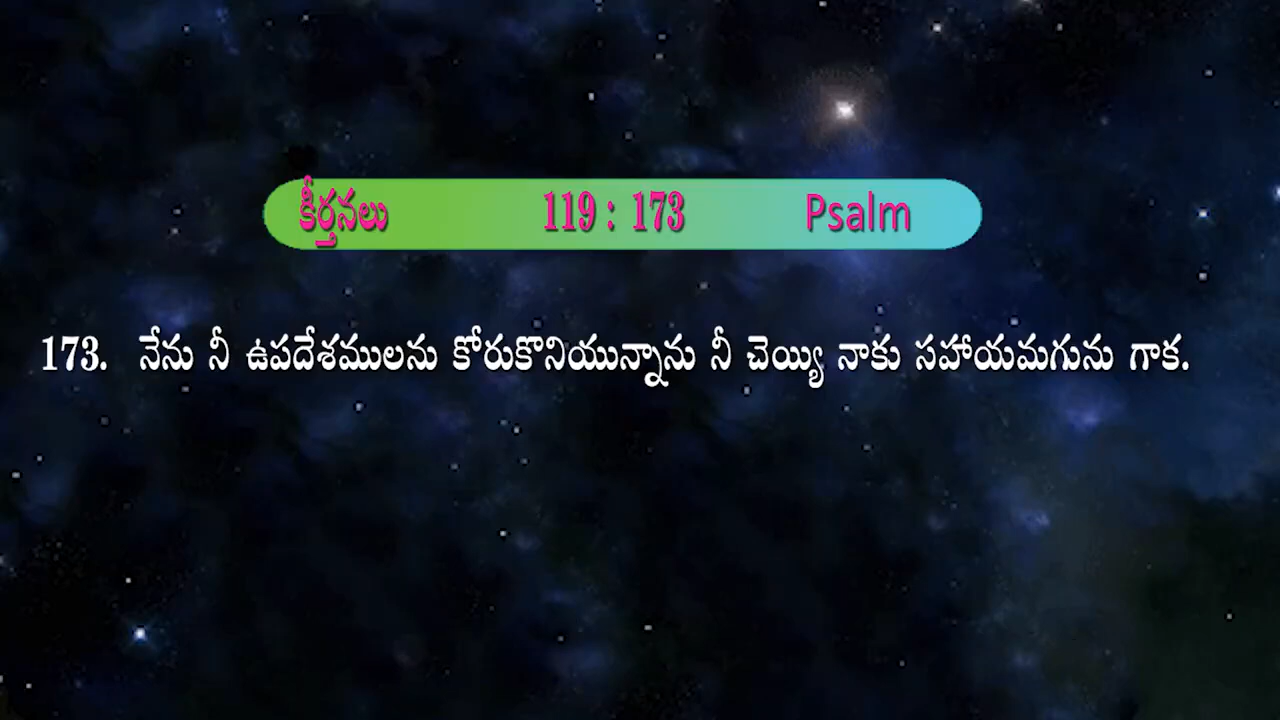 కీర్తనలు 119 : 173 Psalm
173. నేను నీ ఉపదేశములను కోరుకొనియున్నాను నీ చెయ్యి నాకు సహాయమగును గాక.